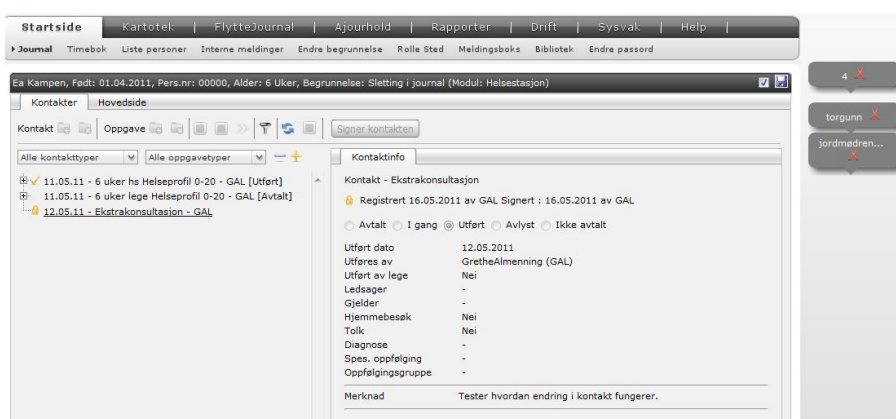 Startside | Kartotek | FlytteJournal | Ajourhold | Rapporter | Drift | Sysvak | Help |
Journal Timebok Liste personer Interne meldinger Endre begrunnelse Rolle Sted Meldingsboks Bibliotek Endre passord
4
torgunn
jordmødren...
Ea Kampen, Født: 01.04.2011, Pers.nr: 00000, Alder: 6 Uker, Begrunnelse: Sletting i journal (Modul: Helsestasjon)
Kontakter Hovedside
Kontakt Oppgave Signer kontakten
Alle kontakttyper Alle oppgavetyper
11.05.11 - 6 uker hs Helseprofil 0-20 - GAL [Utført]
11.05.11 - 6 uker lege Helseprofil 0-20 - GAL [Avtalt]
12.05.11 - Ekstrakonsultasjon - GAL
Kontaktinfo
Kontakt - Ekstrakonsultasjon
Registrert 16.05.2011 av GAL Signert : 16.05.2011 av GAL
Avtalt I gang Utført Avlyst Ikke avtalt
Utført dato 12.05.2011
Utføres av GretheAlmenning (GAL)
Utført av lege Nei
Ledsager -
Gjelder -
Hjemmebesøk Nei
Tolk Nei
Diagnose -
Spes. oppfølging -
Oppfølgingsgruppe -
Merknad Tester hvordan endring i kontakt fungerer.